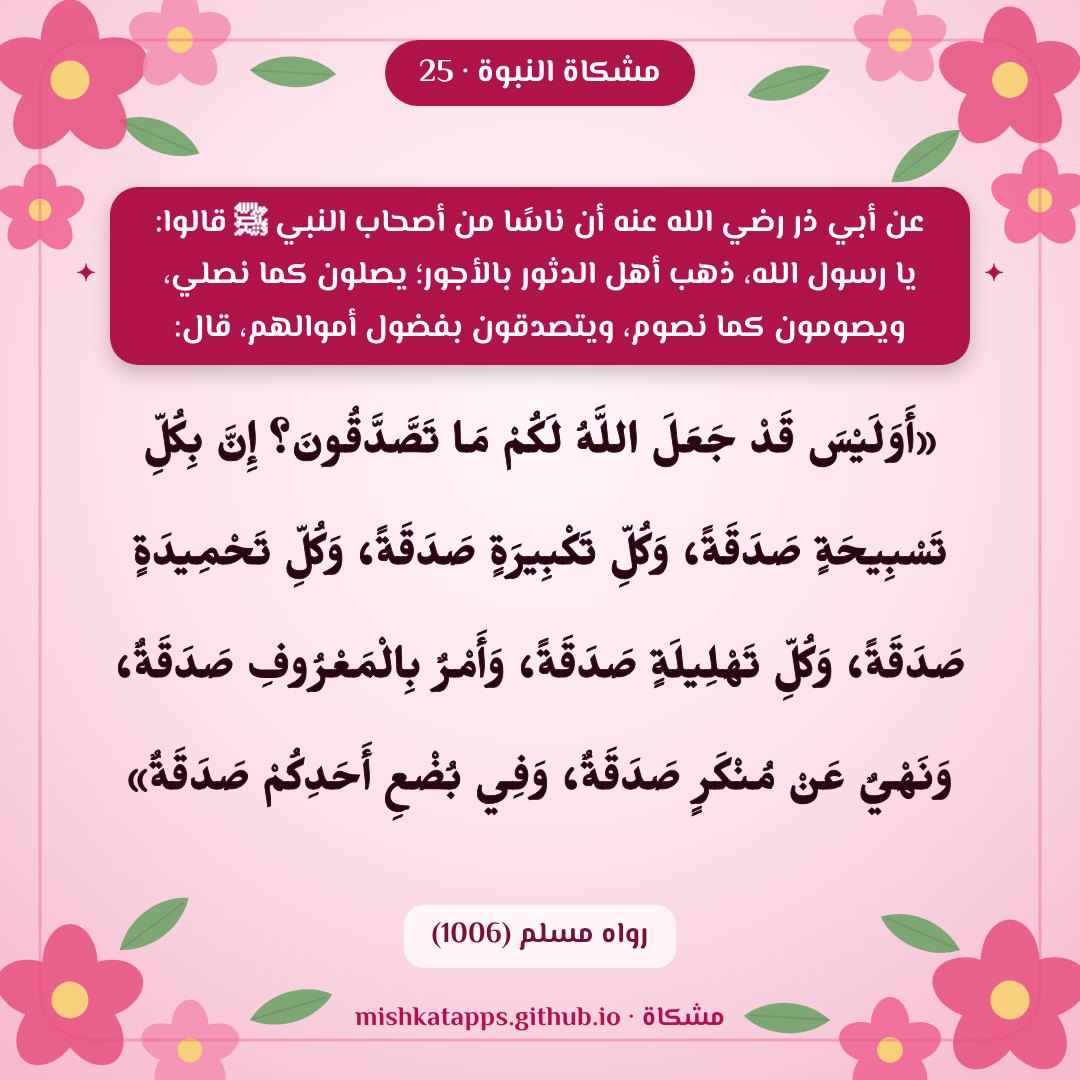 مشكاة النبوة · 25
عن أبي ذر رضي الله عنه أن ناسًا من أصحاب النبي ﷺ قالوا:
يا رسول الله، ذهب أهل الدثور بالأجور؛ يصلون كما نصلي،
ويصومون كما نصوم، ويتصدقون بفضول أموالهم، قال:
«أَوَلَيْسَ قَدْ جَعَلَ اللَّهُ لَكُمْ مَا تَصَّدَّقُونَ؟ إِنَّ بِكُلِّ
تَسْبِيحَةٍ صَدَقَةً، وَكُلِّ تَكْبِيرَةٍ صَدَقَةً، وَكُلِّ تَحْمِيدَةٍ
صَدَقَةً، وَكُلِّ تَهْلِيلَةٍ صَدَقَةً، وَأَمْرٌ بِالْمَعْرُوفِ صَدَقَةٌ،
وَنَهْيٌ عَنْ مُنْكَرٍ صَدَقَةٌ، وَفِي بُضْعِ أَحَدِكُمْ صَدَقَةٌ»
رواه مسلم (1006)
مشكاة · mishkatapps.github.io